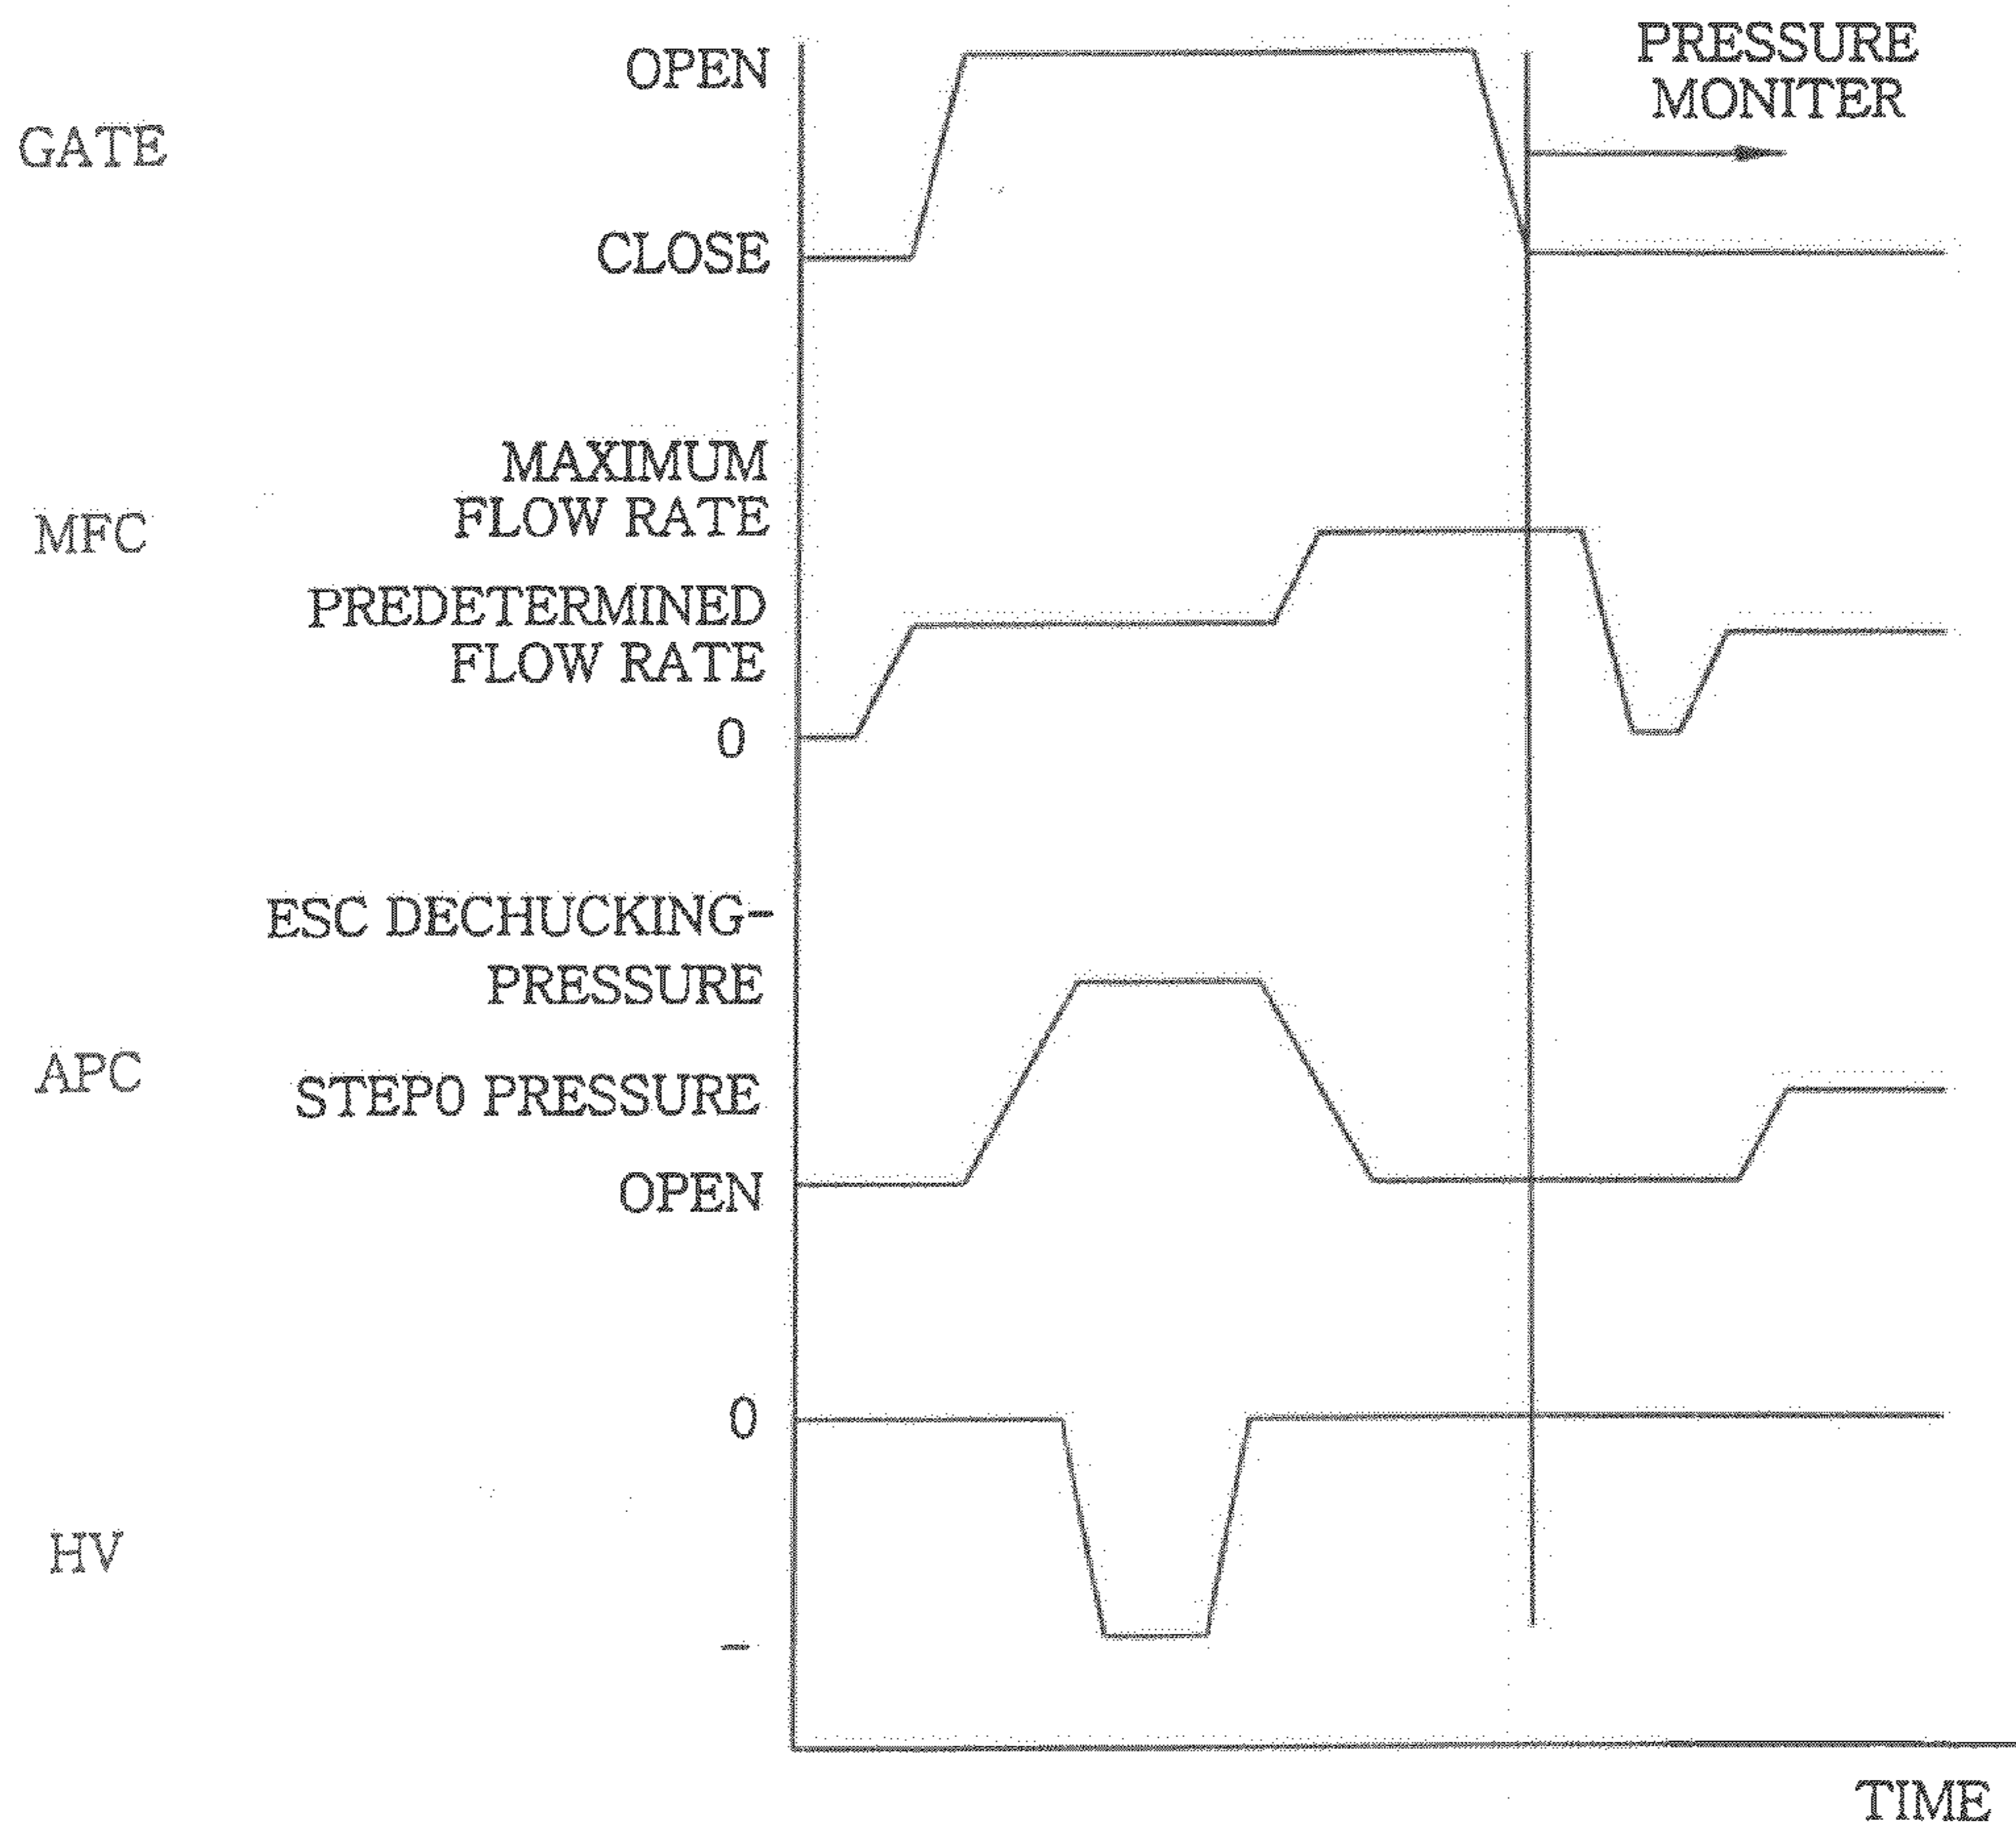 PRESSURE
MONITER
OPEN
GATE
CLOSE
MAXIMUM
FLOW RATE
MFC
PREDETERMINED
FLOW RATE
0
ESC DECHUCKING-
PRESSURE
APC
STEP0 PRESSURE
OPEN
0
HV
-
TIME